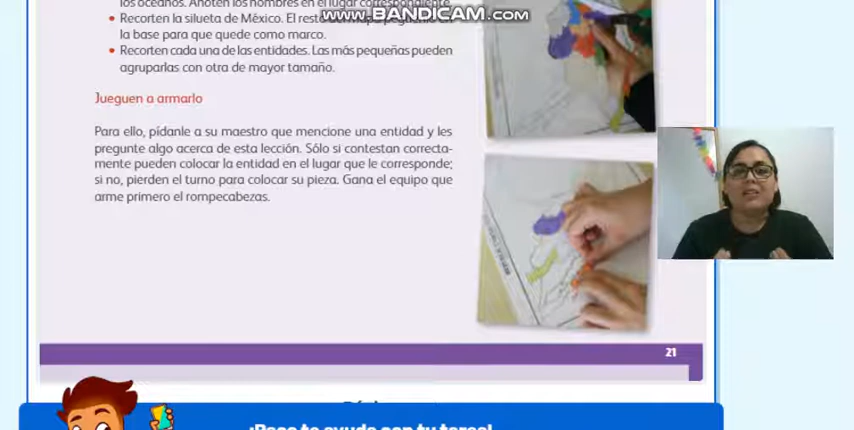 los océanos. Anoten los nombres en el lugar correspondiente.
www.BANDICAM.com
• Recorten la silueta de México. El resto del mapa
la base para que quede como marco.
• Recorten cada una de las entidades. Las más pequeñas pueden
agruparlas con otra de mayor tamaño.
Jueguen a armarlo
Para ello, pídanle a su maestro que mencione una entidad y les
pregunte algo acerca de esta lección. Sólo si contestan correcta-
mente pueden colocar la entidad en el lugar que le corresponde;
si no, pierden el turno para colocar su pieza. Gana el equipo que
arme primero el rompecabezas.
21